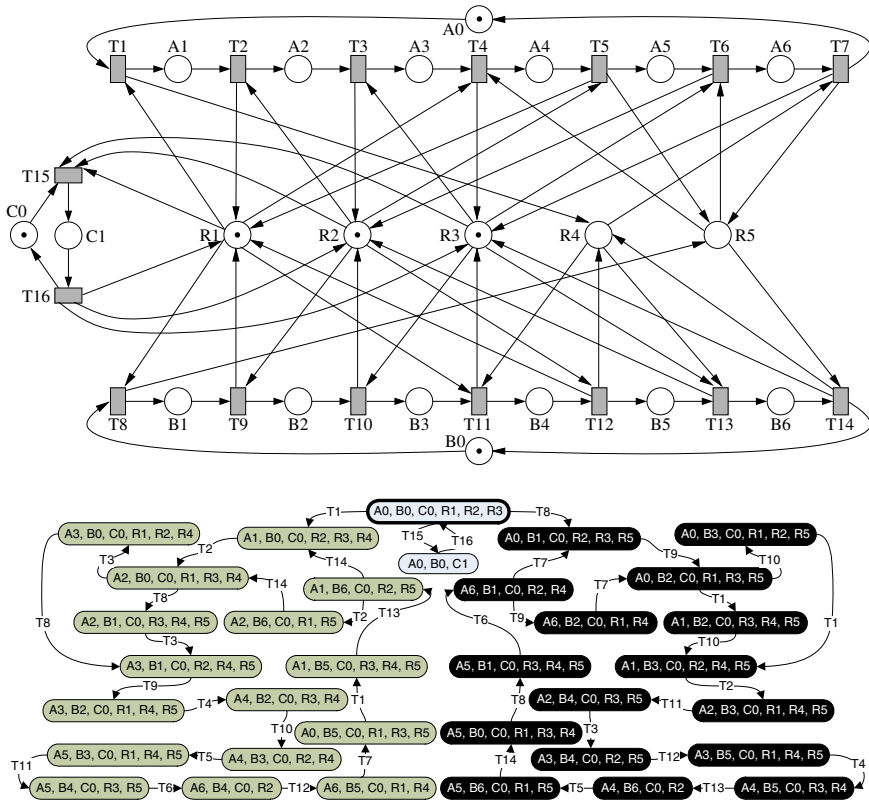 A0
T1 A1 T2 A2 T3 A3 T4 A4 T5 A5 T6 A6 T7
T15
C0
C1 R1 R2 R3 R4 R5
T16
T8 B1 T9 B2 T10 B3 T11 B4 T12 B5 T13 B6 T14
B0
A0, B0, C0, R1, R2, R3
T1 T8
T15 T16
A3, B0, C0, R1, R2, R4
A1, B0, C0, R2, R3, R4
A0, B1, C0, R2, R3, R5
A0, B3, C0, R1, R2, R5
T3 T2 T14 T7 T9 T10
A0, B0, C1
A2, B0, C0, R1, R3, R4
A1, B6, C0, R2, R5
A6, B1, C0, R2, R4
A0, B2, C0, R1, R3, R5
T8 T14 T7 T1
T8 T2 T13 T6 T9 T1
A2, B1, C0, R3, R4, R5
A2, B6, C0, R1, R5
A6, B2, C0, R1, R4
A1, B2, C0, R3, R4, R5
T3 T10
A3, B1, C0, R2, R4, R5
A1, B5, C0, R3, R4, R5
A5, B1, C0, R3, R4, R5
A1, B3, C0, R2, R4, R5
T9 T2
T4 T1 T8 T11
A3, B2, C0, R1, R4, R5
A4, B2, C0, R3, R4
A2, B4, C0, R3, R5
A2, B3, C0, R1, R4, R5
T10 T3
A0, B5, C0, R1, R3, R5
A5, B0, C0, R1, R3, R4
A5, B3, C0, R1, R4, R5
T5
A4, B3, C0, R2, R4
A3, B4, C0, R2, R5
T12
A3, B5, C0, R1, R4, R5
T11 T7 T14 T4
A5, B4, C0, R3, R5
T6
A6, B4, C0, R2
T12
A6, B5, C0, R1, R4
A5, B6, C0, R1, R5
T5
A4, B6, C0, R2
T13
A4, B5, C0, R3, R4